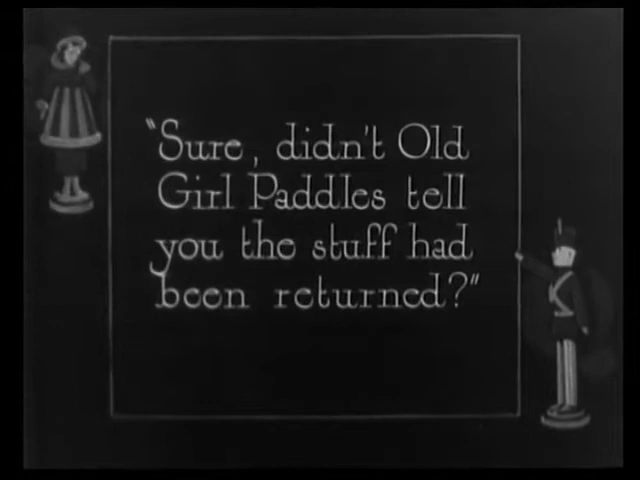 "Sure, didn't Old
Girl Paddles tell
you the stuff had
been returned?"